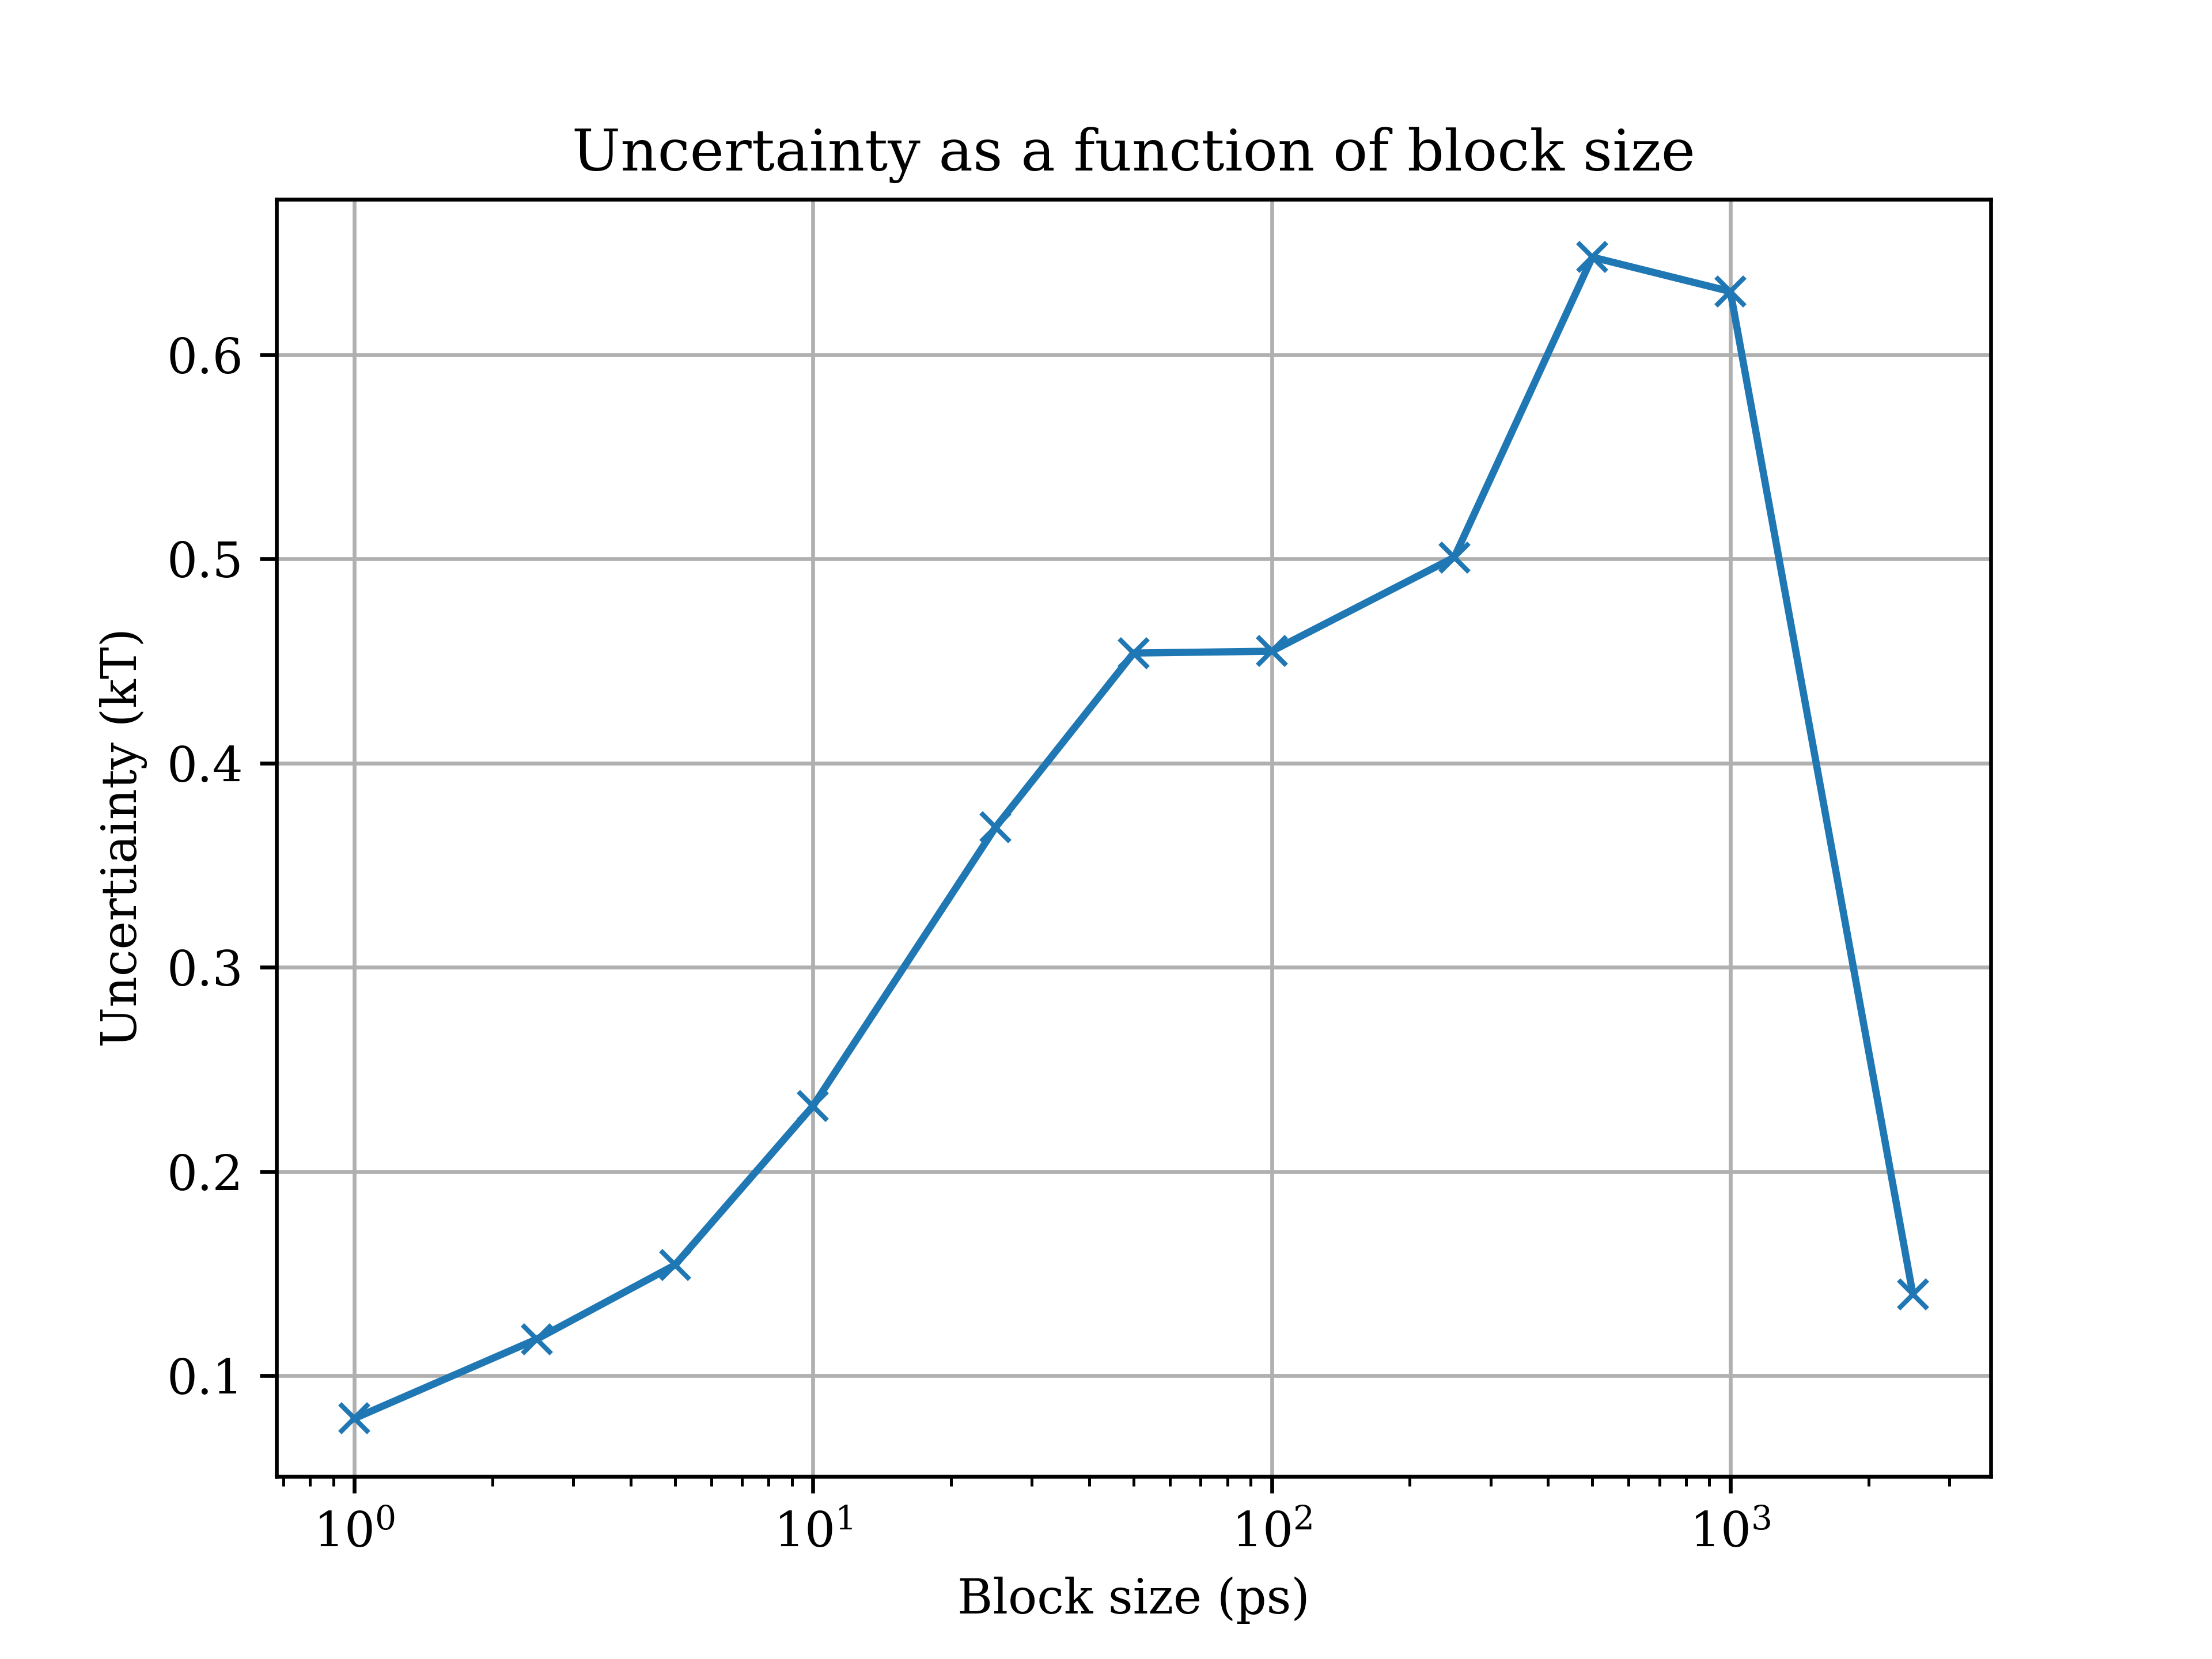 Uncertainty as a function of block size
0.6
0.5
0.4
0.3
0.2
0.1
Uncertiainty (kT)
10⁰ 10¹ 10² 10³
Block size (ps)